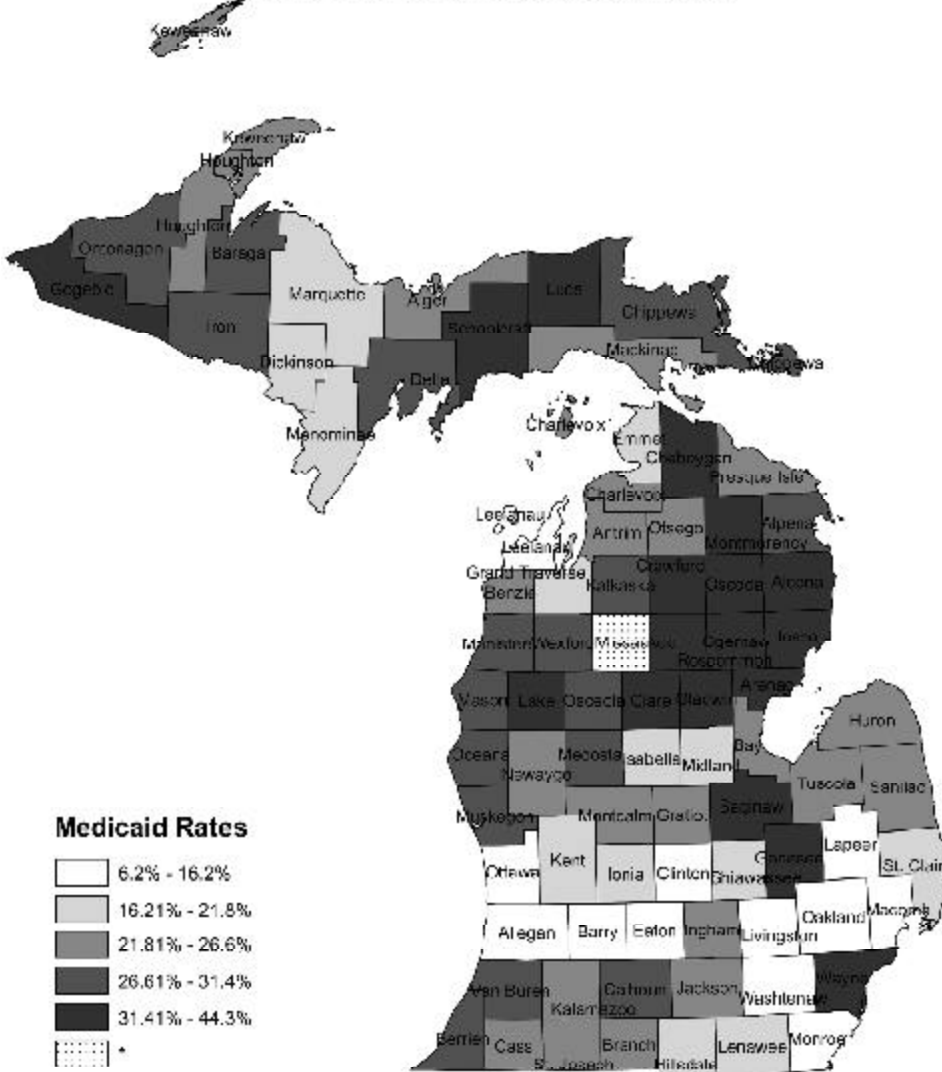 Keweenaw
Keweenaw
Houghton
Houghton
Ontonagon
Baraga
Gogebic
Marquette
Alger
Luce
Iron
Schoolcraft
Chippewa
Dickinson
Mackinac
Chippewa
Delta
Charlevoix
Menominee
Emmet
Cheboygan
Presque Isle
Charlevoix
Leelanau
Antrim
Otsego
Alpena
Montmorency
Leelanau
Grand Traverse
Crawford
Benzie
Kalkaska
Oscoda
Alcona
Manistee
Wexford
Missaukee
Ogemaw
Iosco
Roscommon
Arenac
Mason
Lake
Osceola
Clare
Gladwin
Huron
Oceana
Newaygo
Mecosta
Isabella
Midland
Bay
Tuscola
Sanilac
Muskegon
Montcalm
Gratiot
Saginaw
Medicaid Rates
6.2% - 16.2%
16.21% - 21.8%
21.81% - 26.6%
26.61% - 31.4%
31.41% - 44.3%
*
Ottawa
Kent
Ionia
Clinton
Shiawassee
Genesee
Lapeer
St. Clair
Allegan
Barry
Eaton
Ingham
Livingston
Oakland
Macomb
Van Buren
Kalamazoo
Calhoun
Jackson
Washtenaw
Wayne
Berrien
Cass
St. Joseph
Branch
Hillsdale
Lenawee
Monroe